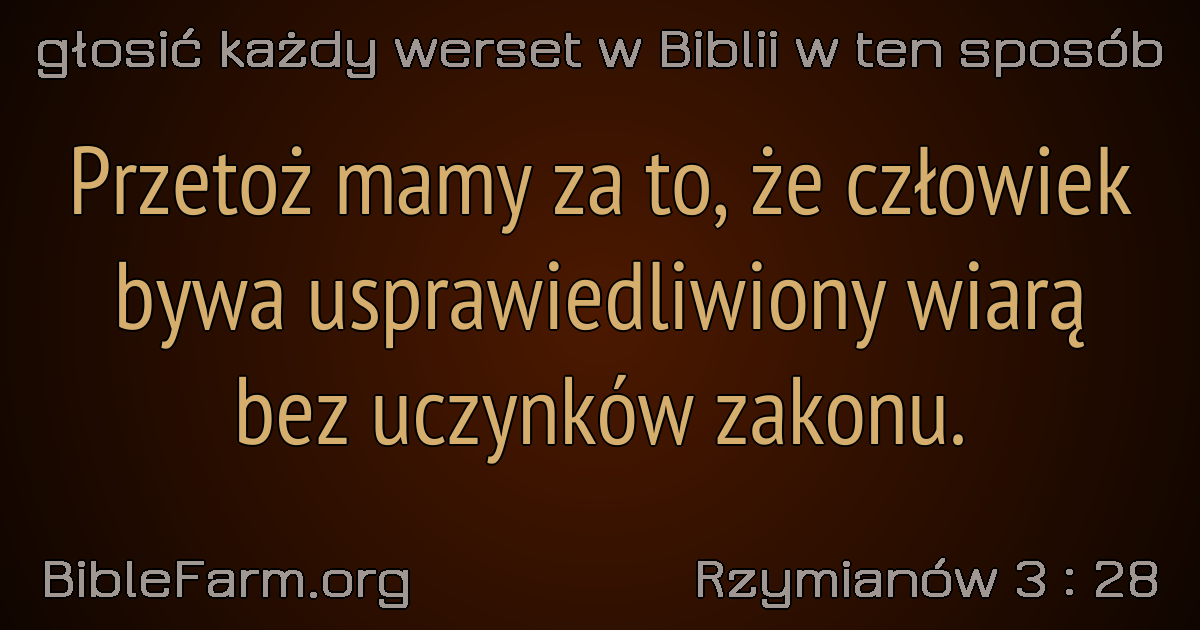 głosić każdy werset w Biblii w ten sposób
Przetoż mamy za to, że człowiek
bywa usprawiedliwiony wiarą
bez uczynków zakonu.
BibleFarm.org
Rzymianów 3 : 28